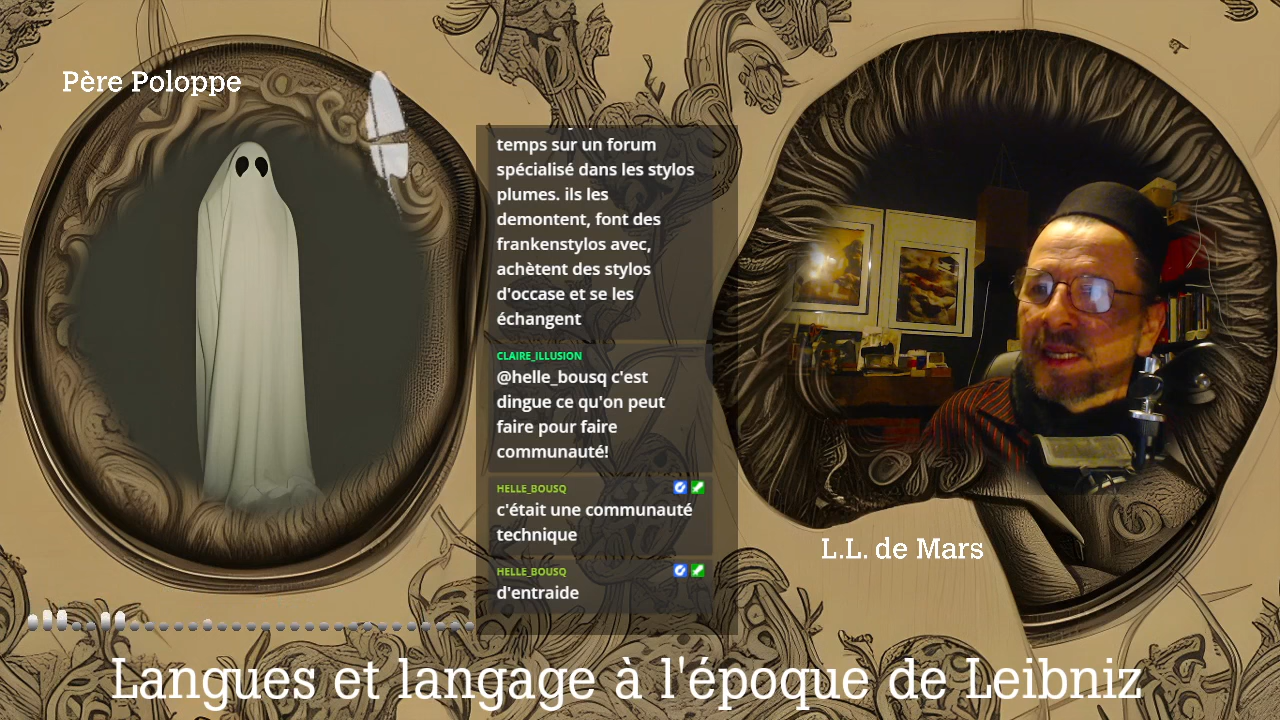 Père Poloppe
temps sur un forum
spécialisé dans les stylos
plumes. ils les
demontent, font des
frankenstylos avec,
achètent des stylos
d'occase et se les
échangent
CLAIRE_ILLUSION
@helle_bousq c'est
dingue ce qu'on peut
faire pour faire
communauté!
HELLE_BOUSQ
c'était une communauté
technique
HELLE_BOUSQ
d'entraide
L.L. de Mars
Langues et langage à l'époque de Leibniz